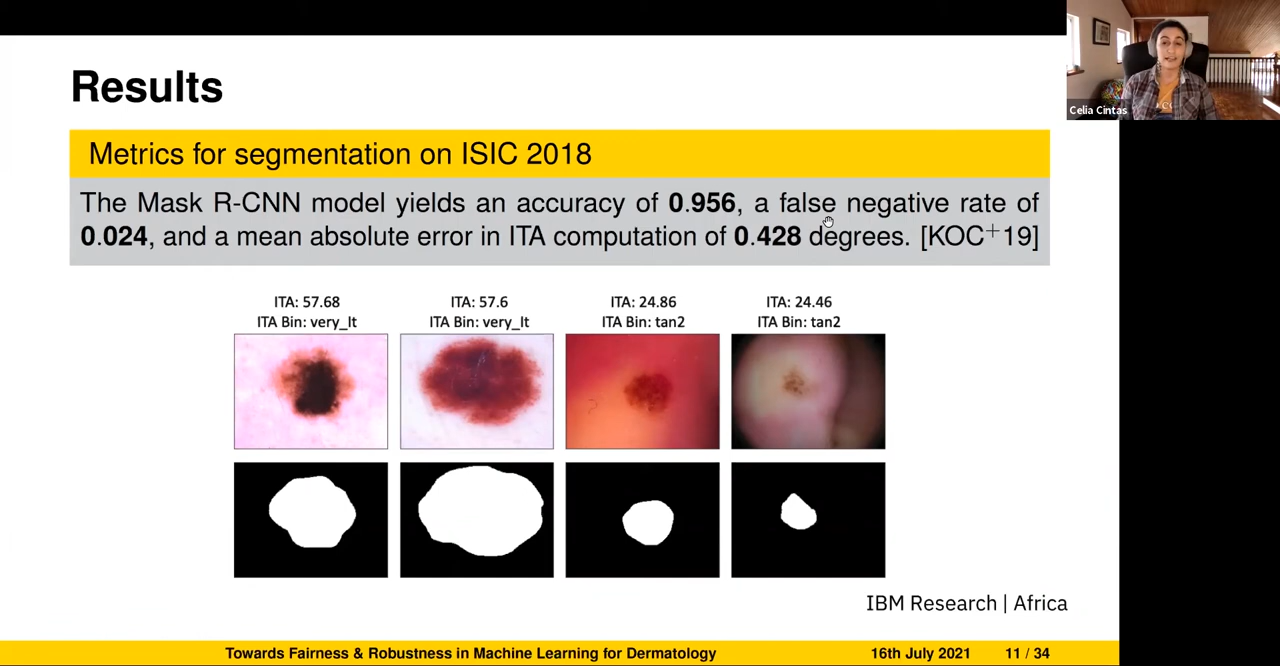 Results
Celia Cintas
Metrics for segmentation on ISIC 2018
The Mask R-CNN model yields an accuracy of 0.956, a false negative rate of
0.024, and a mean absolute error in ITA computation of 0.428 degrees. [KOC+19]
ITA: 57.68
ITA Bin: very_lt
ITA: 57.6
ITA Bin: very_lt
ITA: 24.86
ITA Bin: tan2
ITA: 24.46
ITA Bin: tan2
IBM Research | Africa
Towards Fairness & Robustness in Machine Learning for Dermatology
16th July 2021
11 / 34